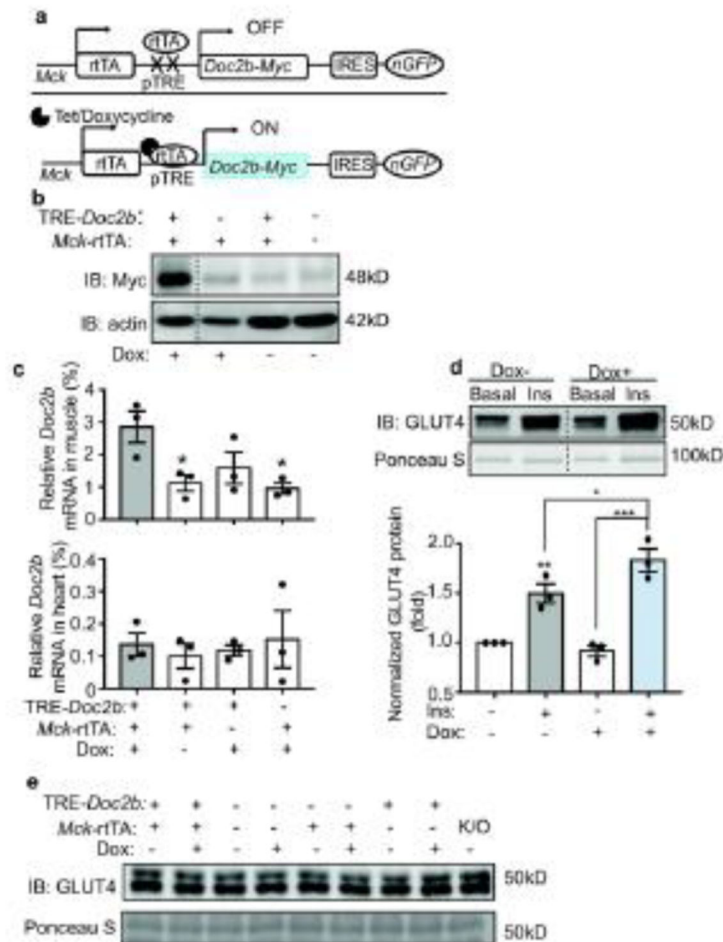 a
OFF
rtTA
Mck rtTA pTRE Doc2b-Myc IRES nGFP
Tet/Doxycycline
ON
rtTA
Mck rtTA pTRE Doc2b-Myc IRES nGFP
b
TRE-Doc2b: + - + -
Mck-rtTA: + + + -
IB: Myc 48kD
IB: actin 42kD
Dox: + + - -
c
Relative Doc2b
mRNA in muscle (%)
4
3
2
1
0
* *
Relative Doc2b
mRNA in heart (%)
0.4
0.3
0.2
0.1
0.0
TRE-Doc2b: + + + -
Mck-rtTA: + - - +
Dox: + - + +
d
Dox- Dox+
Basal Ins Basal Ins
IB: GLUT4 50kD
Ponceau S 100kD
Normalized GLUT4 protein
(fold)
2.0
1.5
1.0
0.5
*
***
**
Ins: - + - +
Dox: - - + +
e
TRE-Doc2b: + + - - - - + +
Mck-rtTA: + + - - + + - - K/O
Dox: - + - + - + - + -
IB: GLUT4 50kD
Ponceau S 50kD